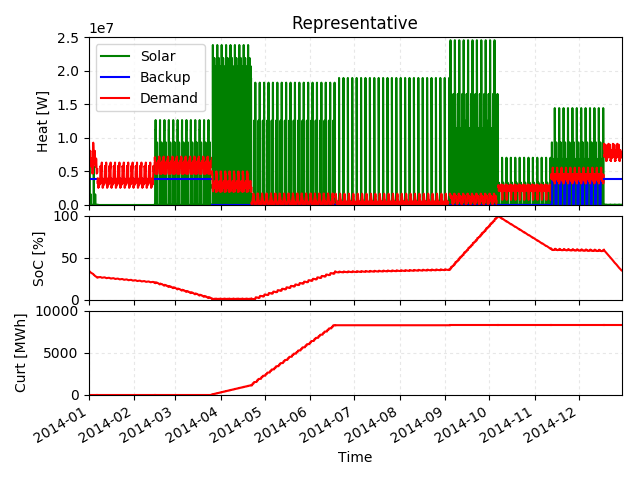 Representative
1e7
2.5
2.0
1.5
1.0
0.5
0.0
Heat [W]
Solar
Backup
Demand
100
50
0
SoC [%]
10000
5000
0
Curt [MWh]
2014-01
2014-02
2014-03
2014-04
2014-05
2014-06
2014-07
2014-08
2014-09
2014-10
2014-11
2014-12
Time